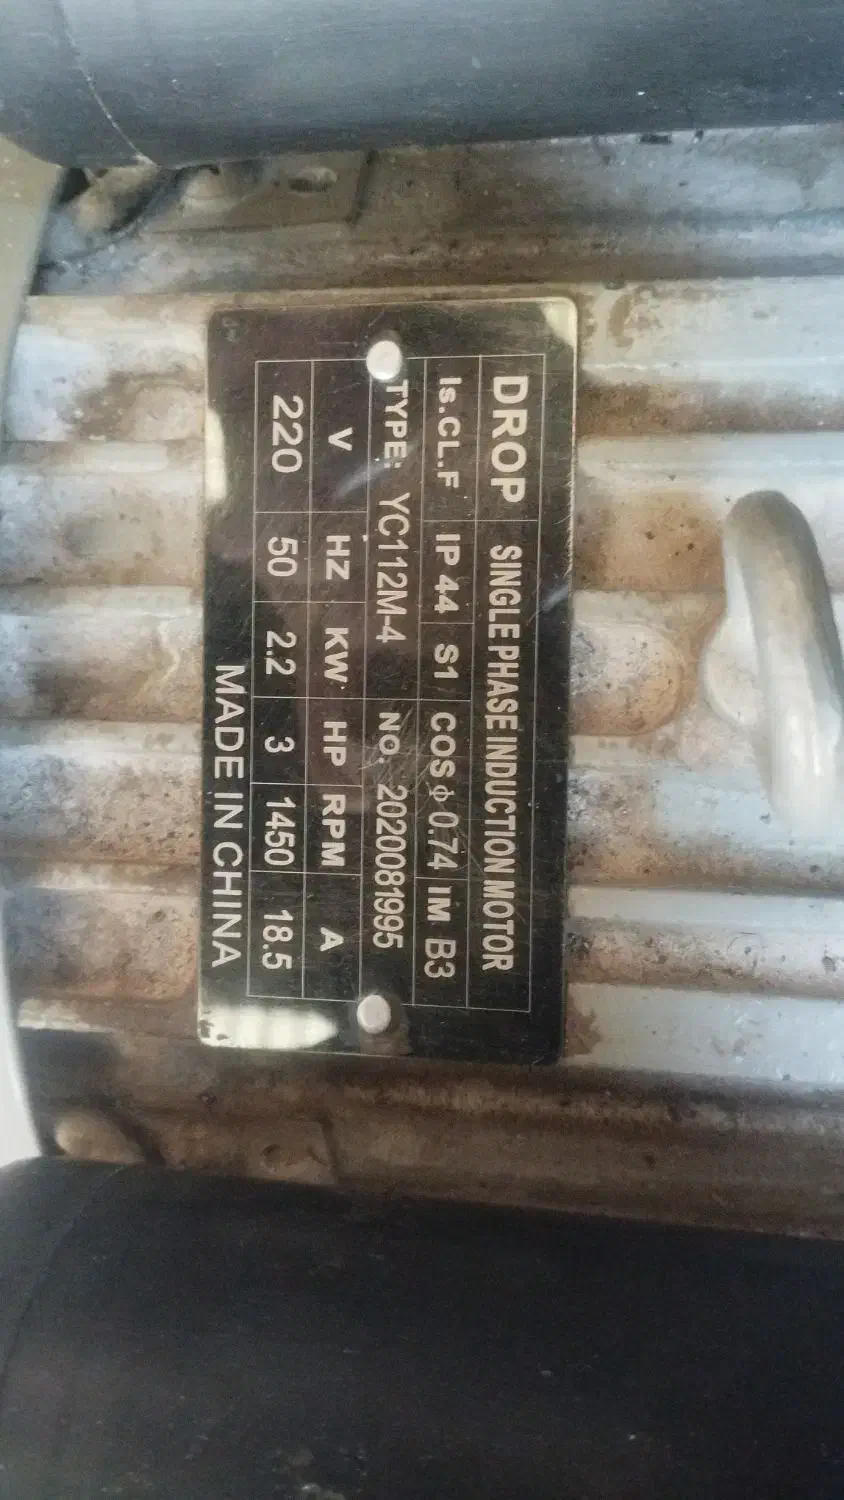 DROP SINGLE PHASE INDUCTION MOTOR
Is.CL.F IP 44 S1 COS ϕ 0.74 IM B3
TYPE: YC112M-4 NO. 2020081995
V HZ KW HP RPM A
220 50 2.2 3 1450 18.5
MADE IN CHINA